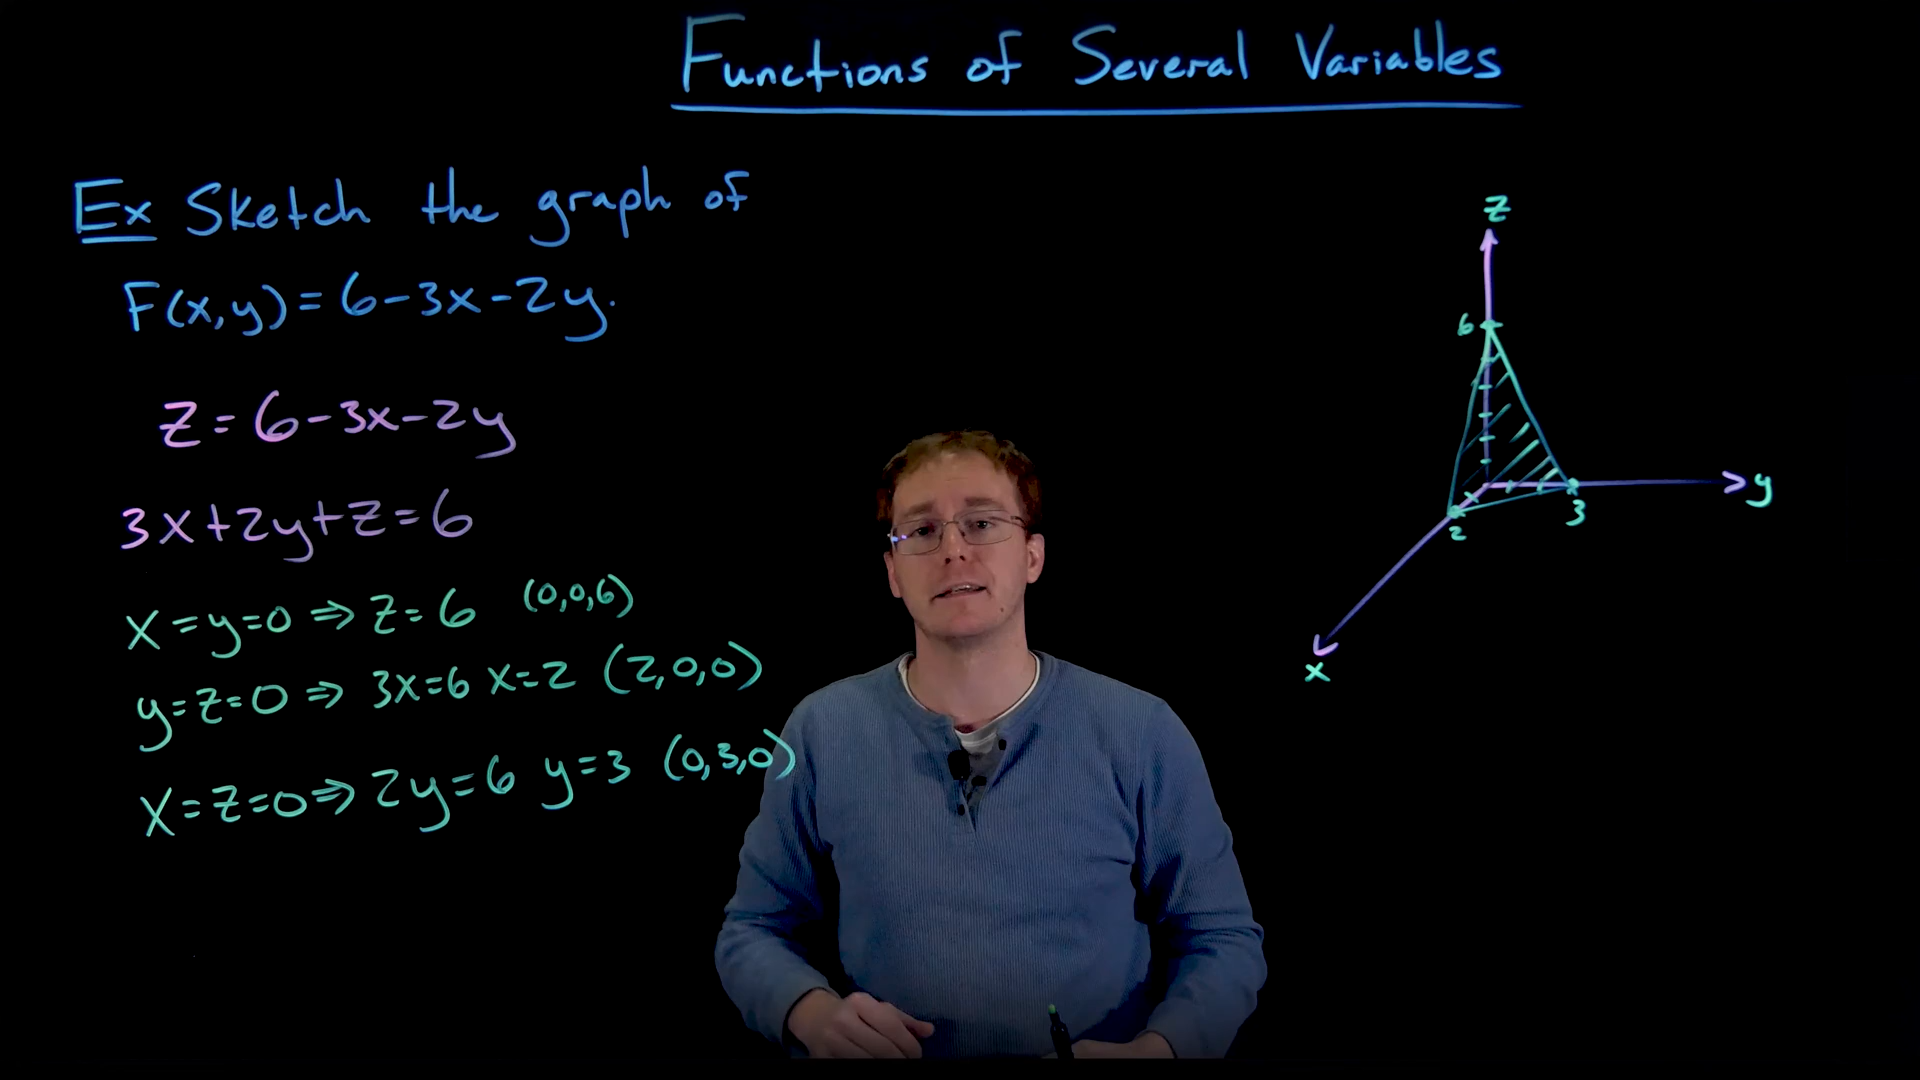 Functions of Several Variables
Ex Sketch the graph of
F(x,y)=6-3x-2y.
z=6-3x-2y
3x+2y+z=6
x=y=0⇒z=6 (0,0,6)
y=z=0⇒3x=6 x=2 (2,0,0)
x=z=0⇒2y=6 y=3 (0,3,0)
z
6
y
3
2
x